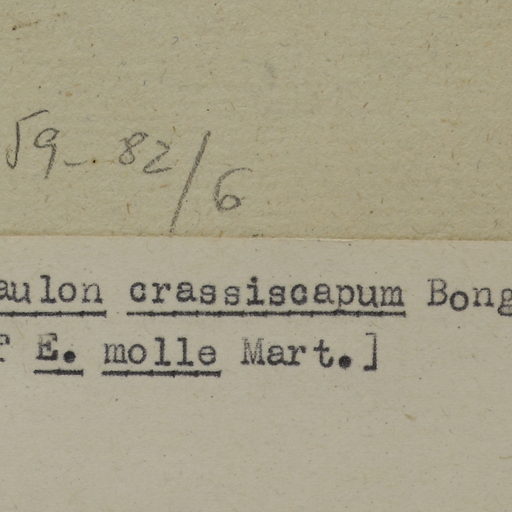 59-82/6
aulon crassiscapum Bong
E. molle Mart.]